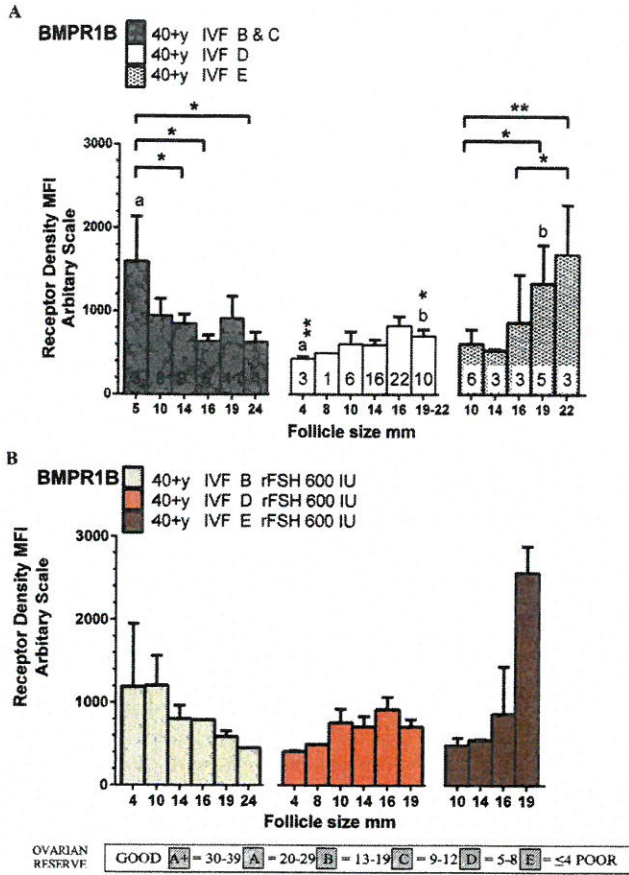 A
BMPR1B 40+y IVF B & C
40+y IVF D
40+y IVF E
*
*
*
**
*
*
Receptor Density MFI
Arbitary Scale
3000
2000
1000
0
a
**
a
*
b
b
3 1 6 16 22 10
6 3 3 5 3
5 10 14 16 19 24
4 8 10 14 16 19-22
10 14 16 19 22
Follicle size mm
B
BMPR1B 40+y IVF B rFSH 600 IU
40+y IVF D rFSH 600 IU
40+y IVF E rFSH 600 IU
Receptor Density MFI
Arbitary Scale
3000
2000
1000
0
4 10 14 16 19 24
4 8 10 14 16 19
10 14 16 19
Follicle size mm
OVARIAN
RESERVE
GOOD A+ = 30-39 A = 20-29 B = 13-19 C = 9-12 D = 5-8 E = ≤4 POOR